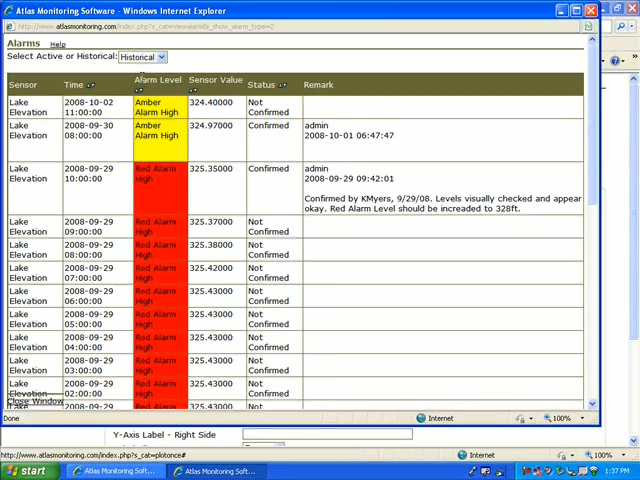 Atlas Monitoring Software - Windows Internet Explorer
http://www.atlasmonitoring.com/index.php?s_cat=viewalarmfa_show_alarm_type=2
Alarms Help
Select Active or Historical: Historical
Sensor Time Alarm Level Sensor Value Status Remark
Lake Elevation 2008-10-02 11:00:00 Amber Alarm High 324.40000 Not Confirmed
Lake Elevation 2008-09-30 08:00:00 Amber Alarm High 324.97000 Confirmed admin
2008-10-01 06:47:47
Lake Elevation 2008-09-29 10:00:00 Red Alarm High 325.35000 Confirmed admin
2008-09-29 09:42:01
Confirmed by KMyers, 9/29/08. Levels visually checked and appear
okay. Red Alarm Level should be increaded to 328ft.
Lake Elevation 2008-09-29 09:00:00 Red Alarm High 325.37000 Not Confirmed
Lake Elevation 2008-09-29 08:00:00 Red Alarm High 325.38000 Not Confirmed
Lake Elevation 2008-09-29 07:00:00 Red Alarm High 325.42000 Not Confirmed
Lake Elevation 2008-09-29 06:00:00 Red Alarm High 325.43000 Not Confirmed
Lake Elevation 2008-09-29 05:00:00 Red Alarm High 325.43000 Not Confirmed
Lake Elevation 2008-09-29 04:00:00 Red Alarm High 325.43000 Not Confirmed
Lake Elevation 2008-09-29 03:00:00 Red Alarm High 325.43000 Not Confirmed
Lake Elevation 2008-09-29 02:00:00 Red Alarm High 325.43000 Not Confirmed
Lake 2008-09-29 Red Alarm 325.43000 Not
Close Window
Done Internet 100%
Y-Axis Label - Right Side
http://www.atlasmonitoring.com/index.php?s_cat=plotonce# Internet 100%
start Atlas Monitoring Soft... Atlas Monitoring Soft... 1:37 PM